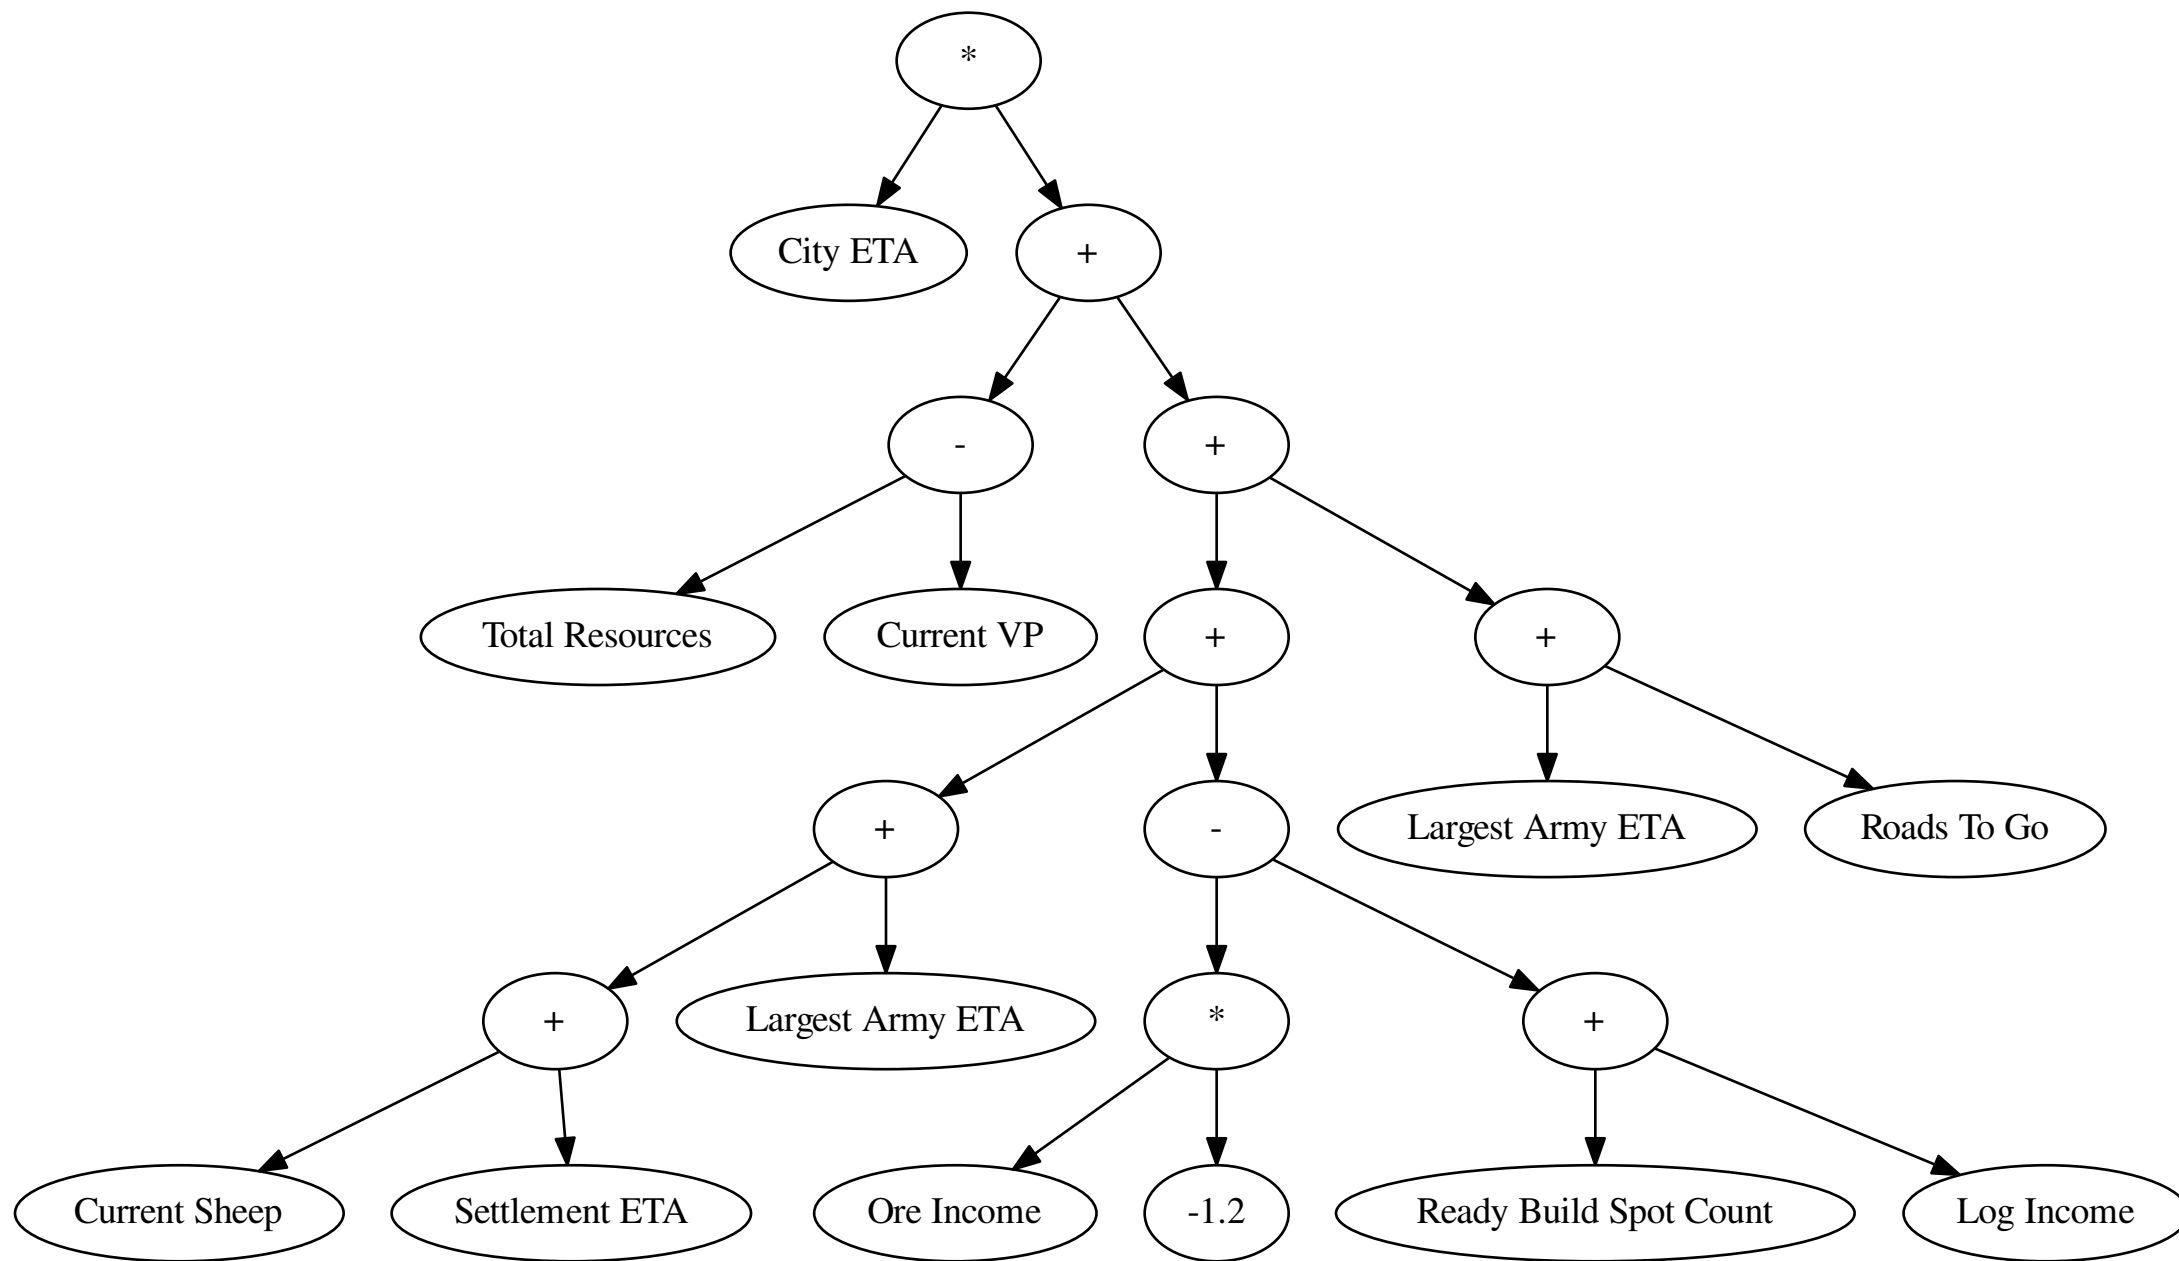 *
City ETA
+
-
+
Total Resources
Current VP
+
+
+
-
Largest Army ETA
Roads To Go
+
Largest Army ETA
*
+
Current Sheep
Settlement ETA
Ore Income
-1.2
Ready Build Spot Count
Log Income